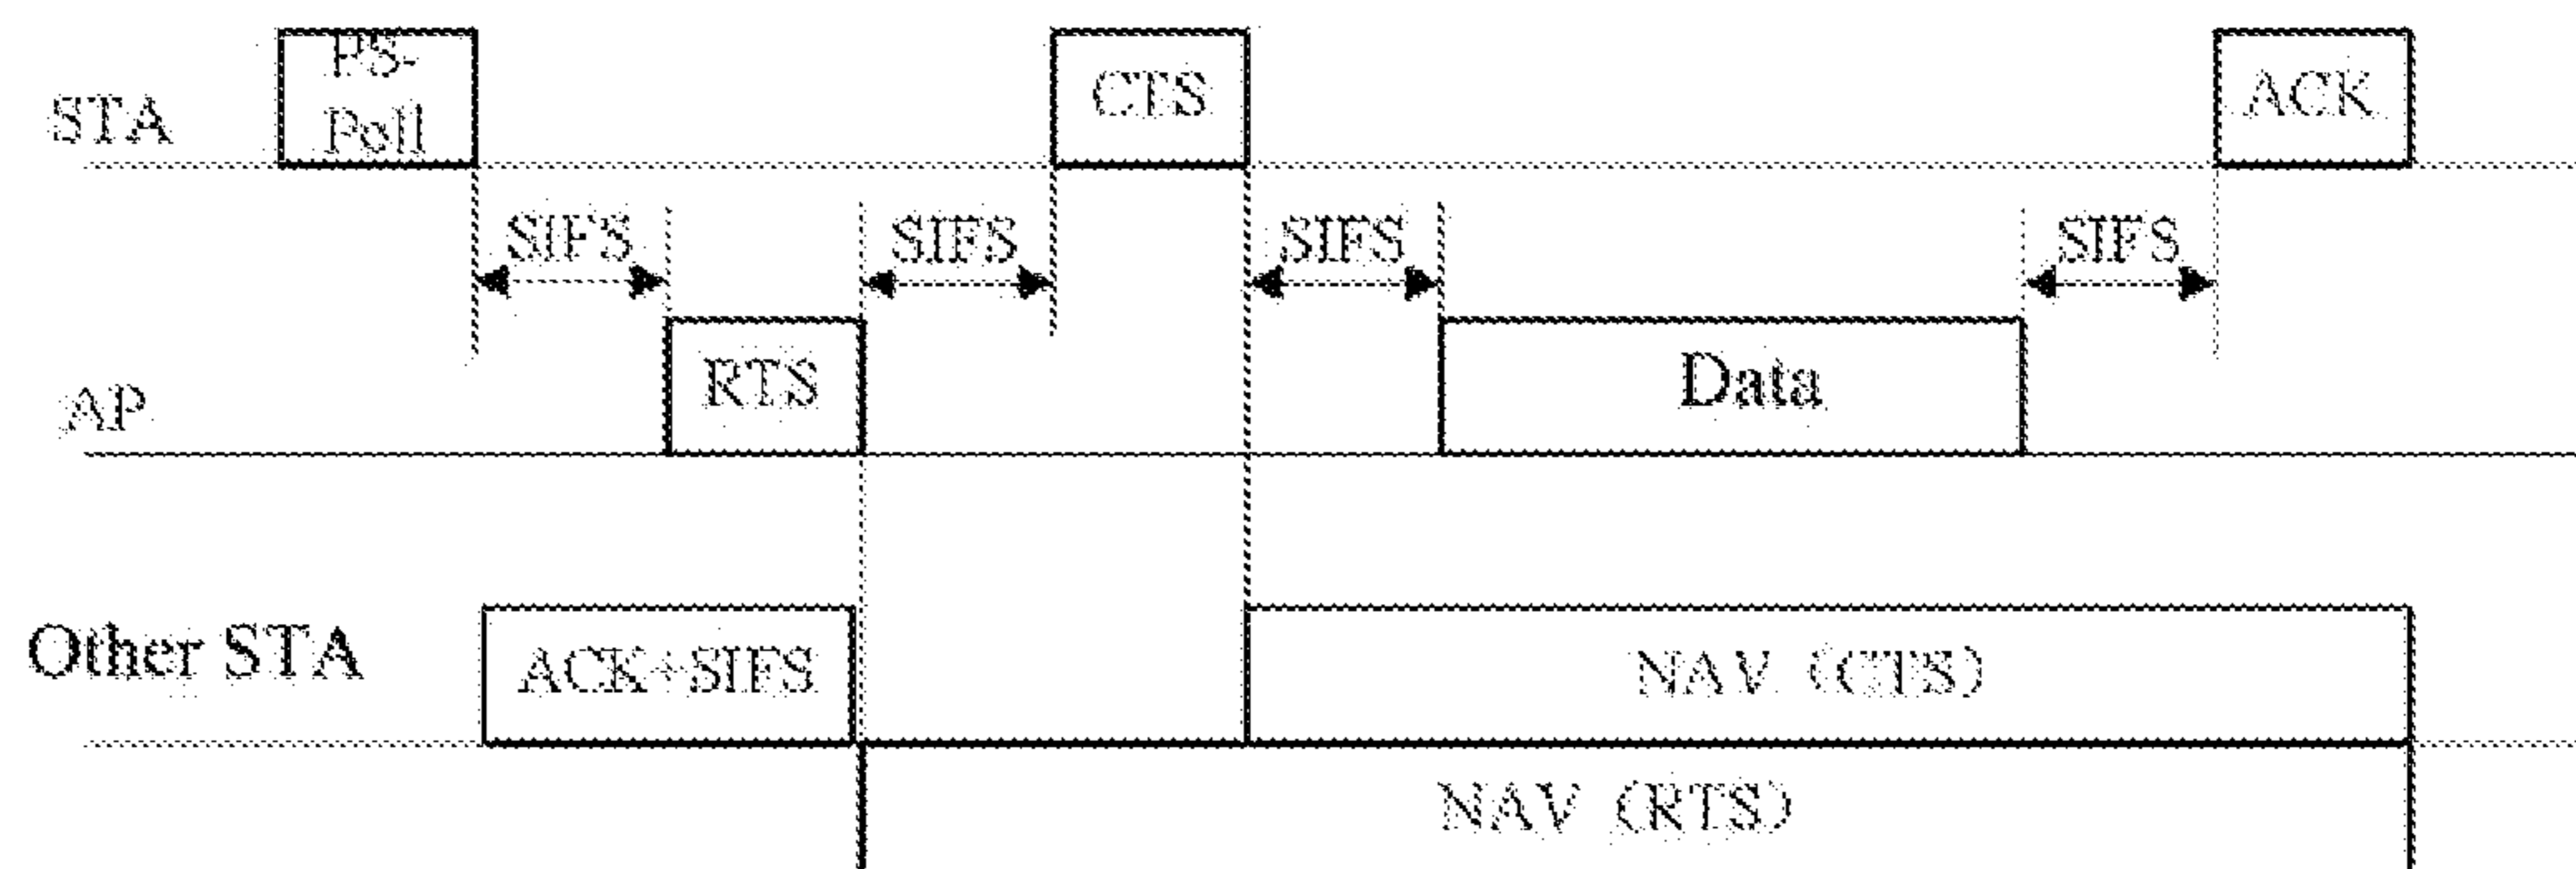 PS-
Poll
CTS
ACK
STA
SIFS
SIFS
SIFS
SIFS
RTS
Data
AP
Other STA
ACK+SIFS
NAV (CTS)
NAV (RTS)